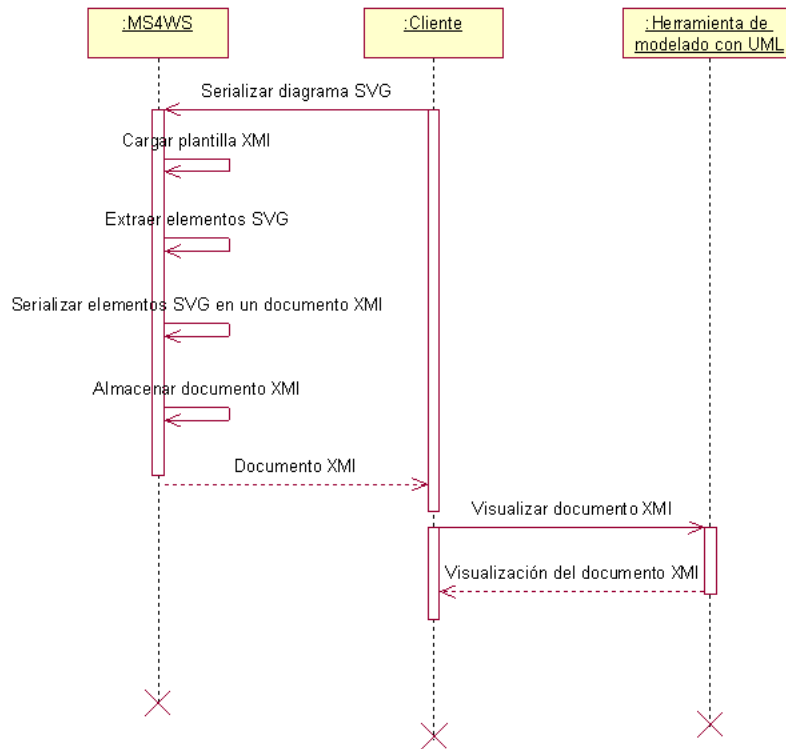 :MS4WS
:Cliente
:Herramienta de
modelado con UML
Serializar diagrama SVG
Cargar plantilla XMI
Extraer elementos SVG
Serializar elementos SVG en un documento XMI
Almacenar documento XMI
Documento XMI
Visualizar documento XMI
Visualización del documento XMI